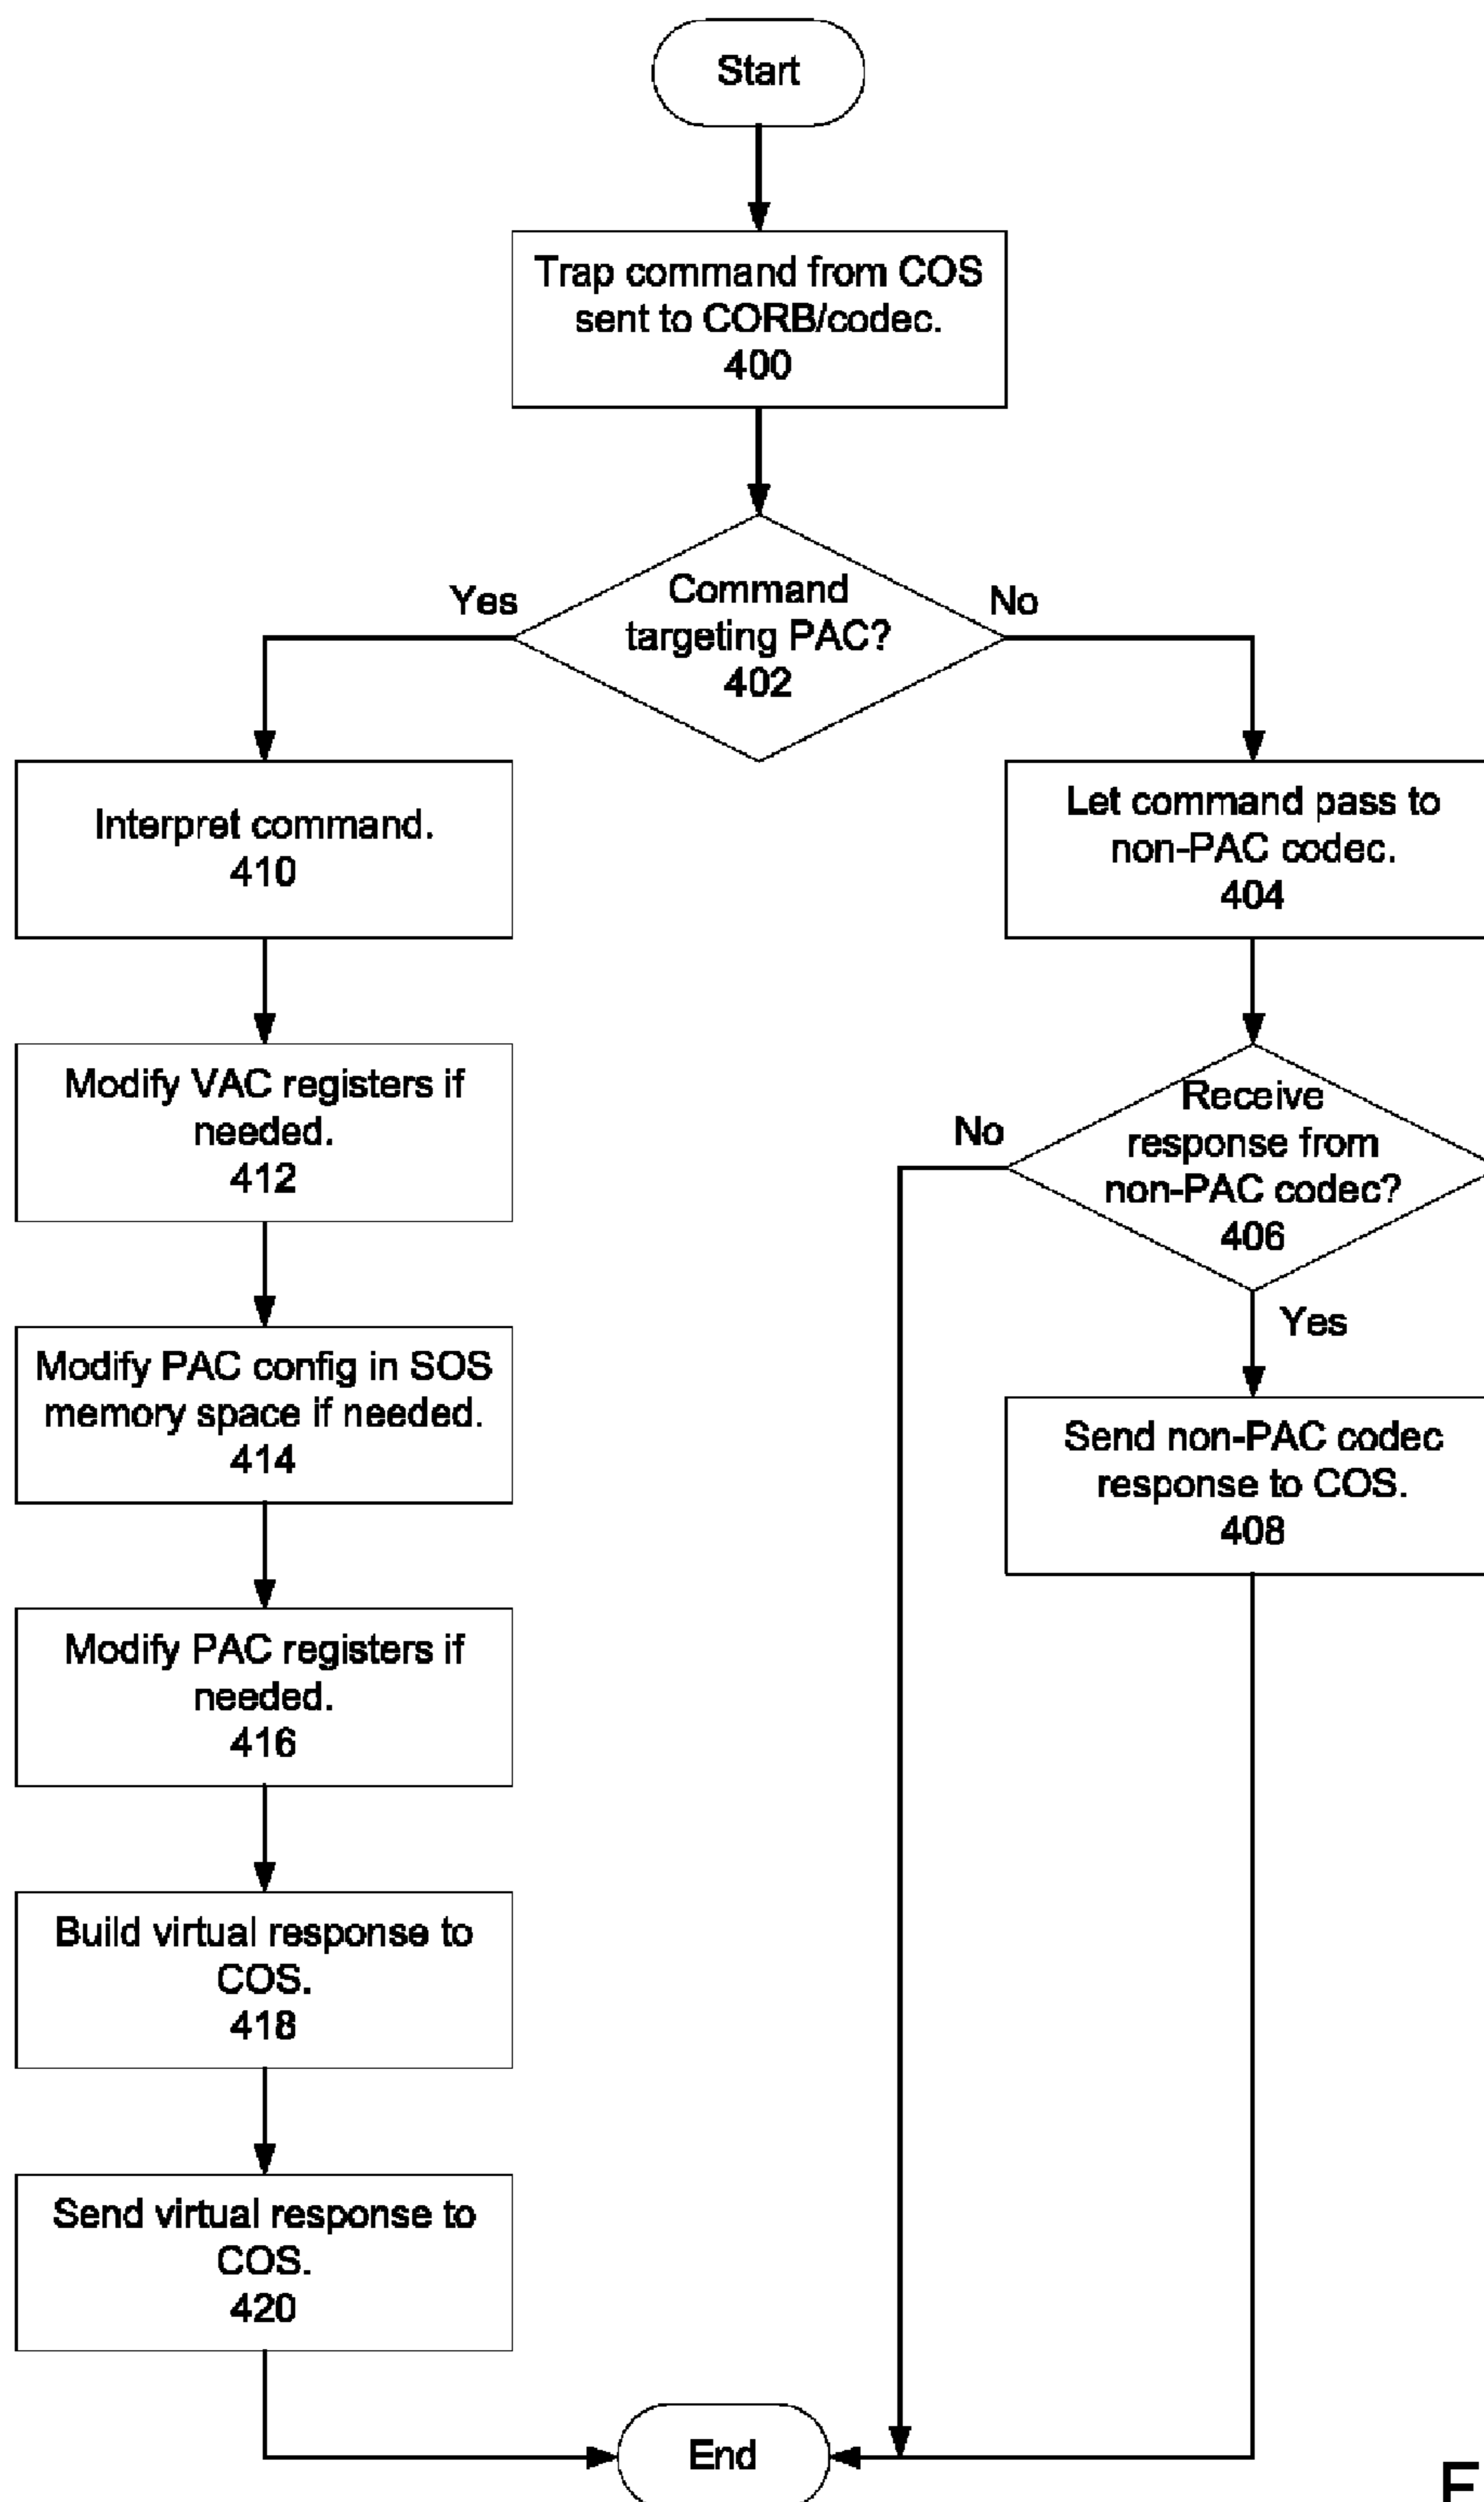 Start
Trap command from COS
sent to CORB/codec.
400
Command
targeting PAC?
402
Yes
No
Interpret command.
410
Let command pass to
non-PAC codec.
404
Modify VAC registers if
needed.
412
Receive
response from
non-PAC codec?
406
No
Yes
Modify PAC config in SOS
memory space if needed.
414
Send non-PAC codec
response to COS.
408
Modify PAC registers if
needed.
416
Build virtual response to
COS.
418
Send virtual response to
COS.
420
End